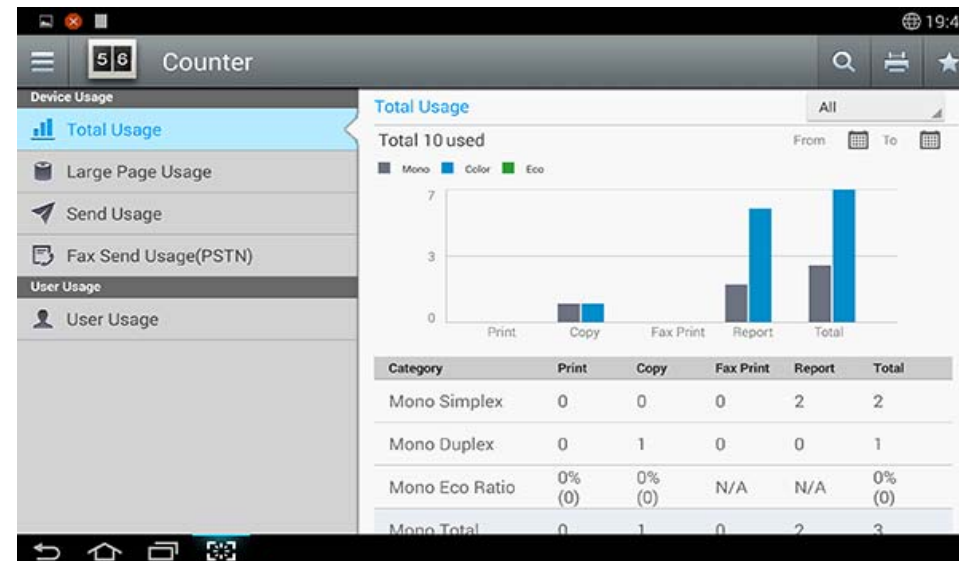 19:4
56 Counter
Device Usage
Total Usage
Large Page Usage
Send Usage
Fax Send Usage(PSTN)
User Usage
User Usage
Total Usage All
Total 10 used From To
Mono Color Eco
7
3
0
Print Copy Fax Print Report Total
Category Print Copy Fax Print Report Total
Mono Simplex 0 0 0 2 2
Mono Duplex 0 1 0 0 1
Mono Eco Ratio 0% (0) 0% (0) N/A N/A 0% (0)
Mono Total 0 1 0 2 3